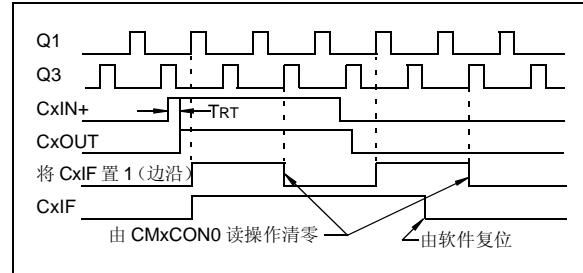 Q1
Q3
CxIN+
TRT
CxOUT
将 CxIF 置 1（边沿）
CxIF
由 CMxCON0 读操作清零
由软件复位